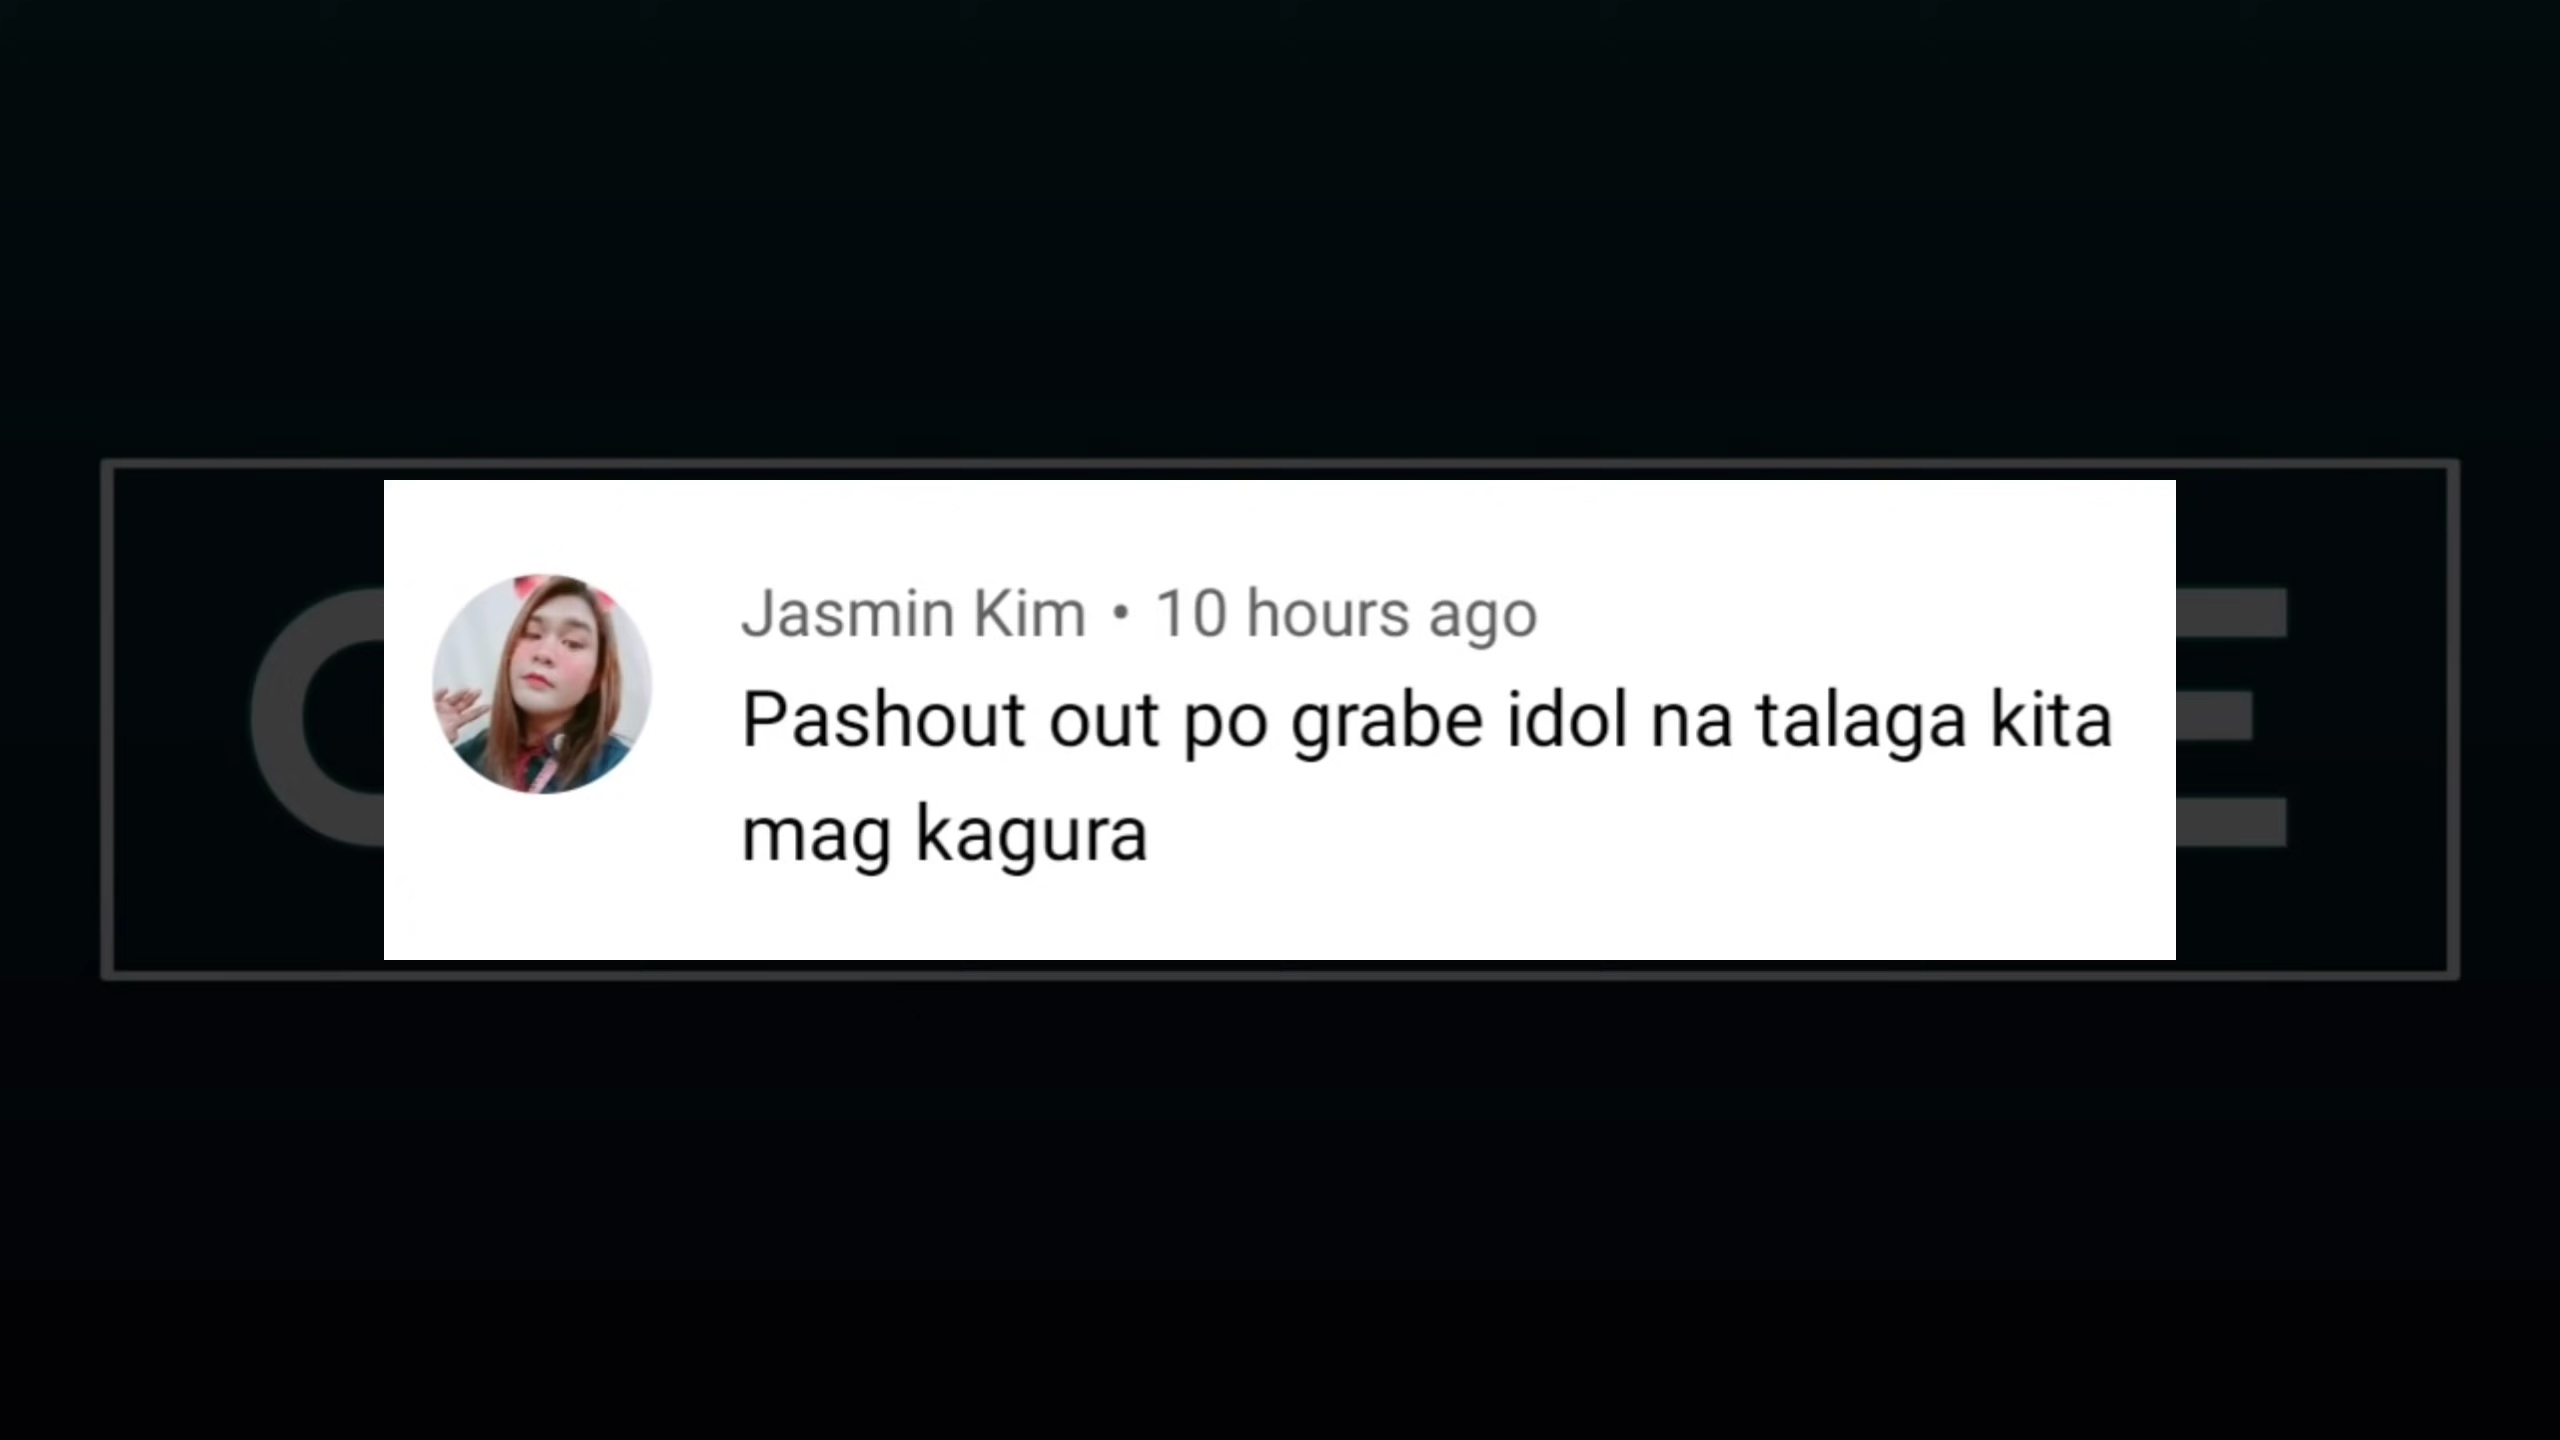 Jasmin Kim • 10 hours ago
Pashout out po grabe idol na talaga kita
mag kagura